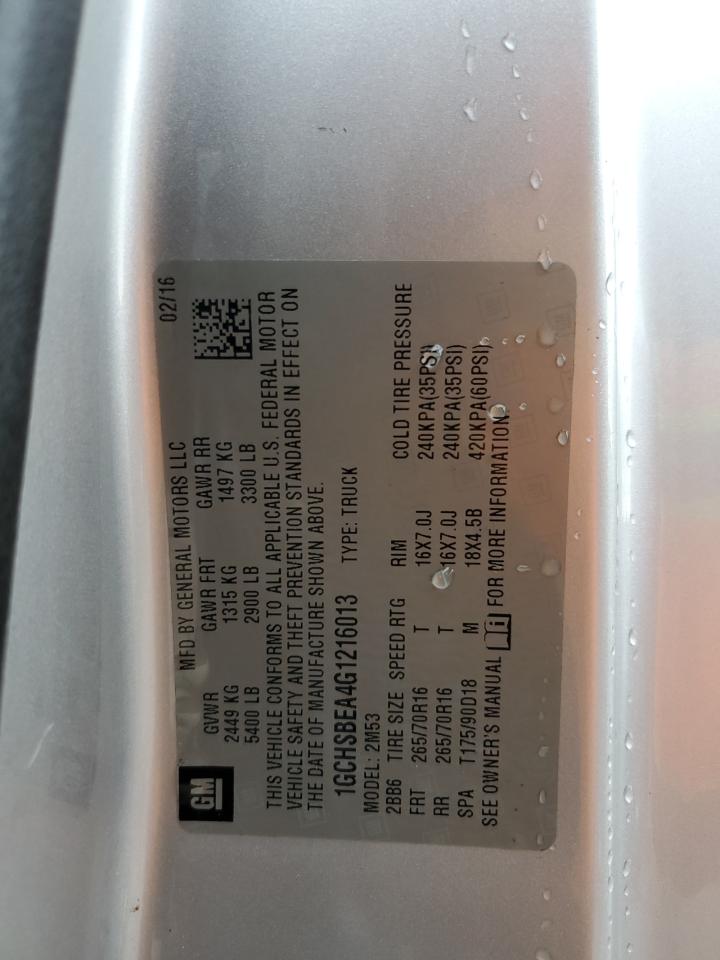 GM
MFD BY GENERAL MOTORS LLC 02/16
GVWR GAWR FRT GAWR RR
2449 KG 1315 KG 1497 KG
5400 LB 2900 LB 3300 LB
THIS VEHICLE CONFORMS TO ALL APPLICABLE U.S. FEDERAL MOTOR
VEHICLE SAFETY AND THEFT PREVENTION STANDARDS IN EFFECT ON
THE DATE OF MANUFACTURE SHOWN ABOVE.
1GCHSBEA4G1216013 TYPE: TRUCK
MODEL: 2M53
2BB6 TIRE SIZE SPEED RTG RIM COLD TIRE PRESSURE
FRT 265/70R16 T 16X7.0J 240KPA(35PSI)
RR 265/70R16 T 16X7.0J 240KPA(35PSI)
SPA T175/90D18 M 18X4.5B 420KPA(60PSI)
SEE OWNER'S MANUAL i FOR MORE INFORMATION